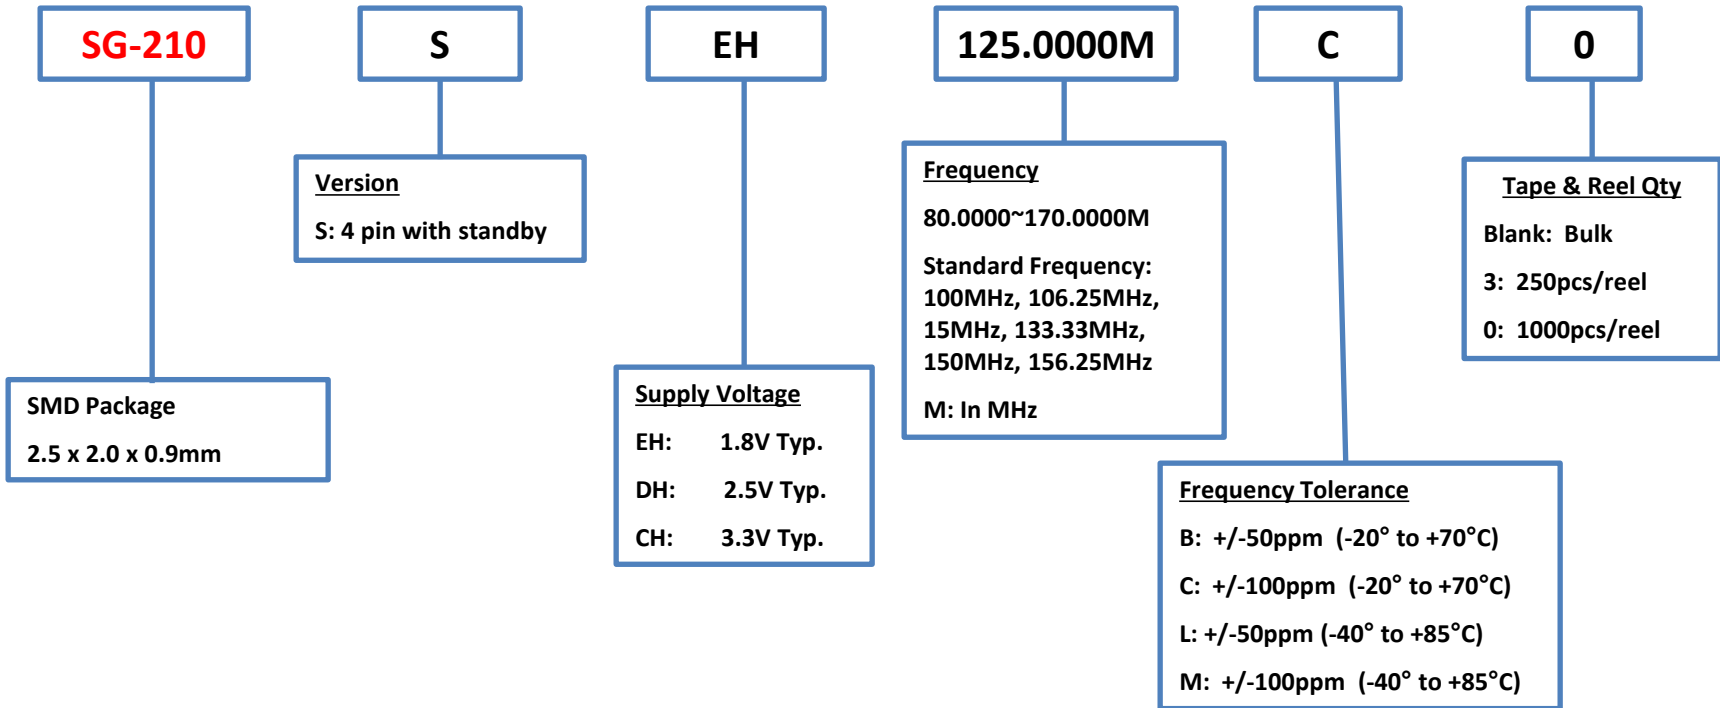 SG-210
S
EH
125.0000M
C
0
Version
S: 4 pin with standby
Frequency
80.0000~170.0000M
Standard Frequency:
100MHz, 106.25MHz,
15MHz, 133.33MHz,
150MHz, 156.25MHz
M: In MHz
Tape & Reel Qty
Blank: Bulk
3: 250pcs/reel
0: 1000pcs/reel
SMD Package
2.5 x 2.0 x 0.9mm
Supply Voltage
EH: 1.8V Typ.
DH: 2.5V Typ.
CH: 3.3V Typ.
Frequency Tolerance
B: +/-50ppm (-20° to +70°C)
C: +/-100ppm (-20° to +70°C)
L: +/-50ppm (-40° to +85°C)
M: +/-100ppm (-40° to +85°C)